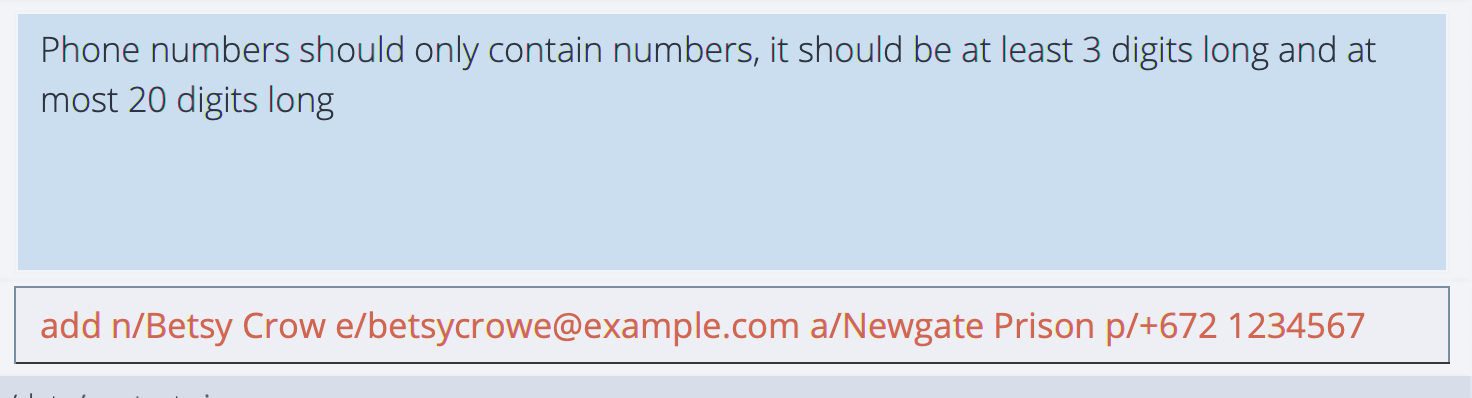 Phone numbers should only contain numbers, it should be at least 3 digits long and at
most 20 digits long
add n/Betsy Crow e/betsycrowe@example.com a/Newgate Prison p/+672 1234567